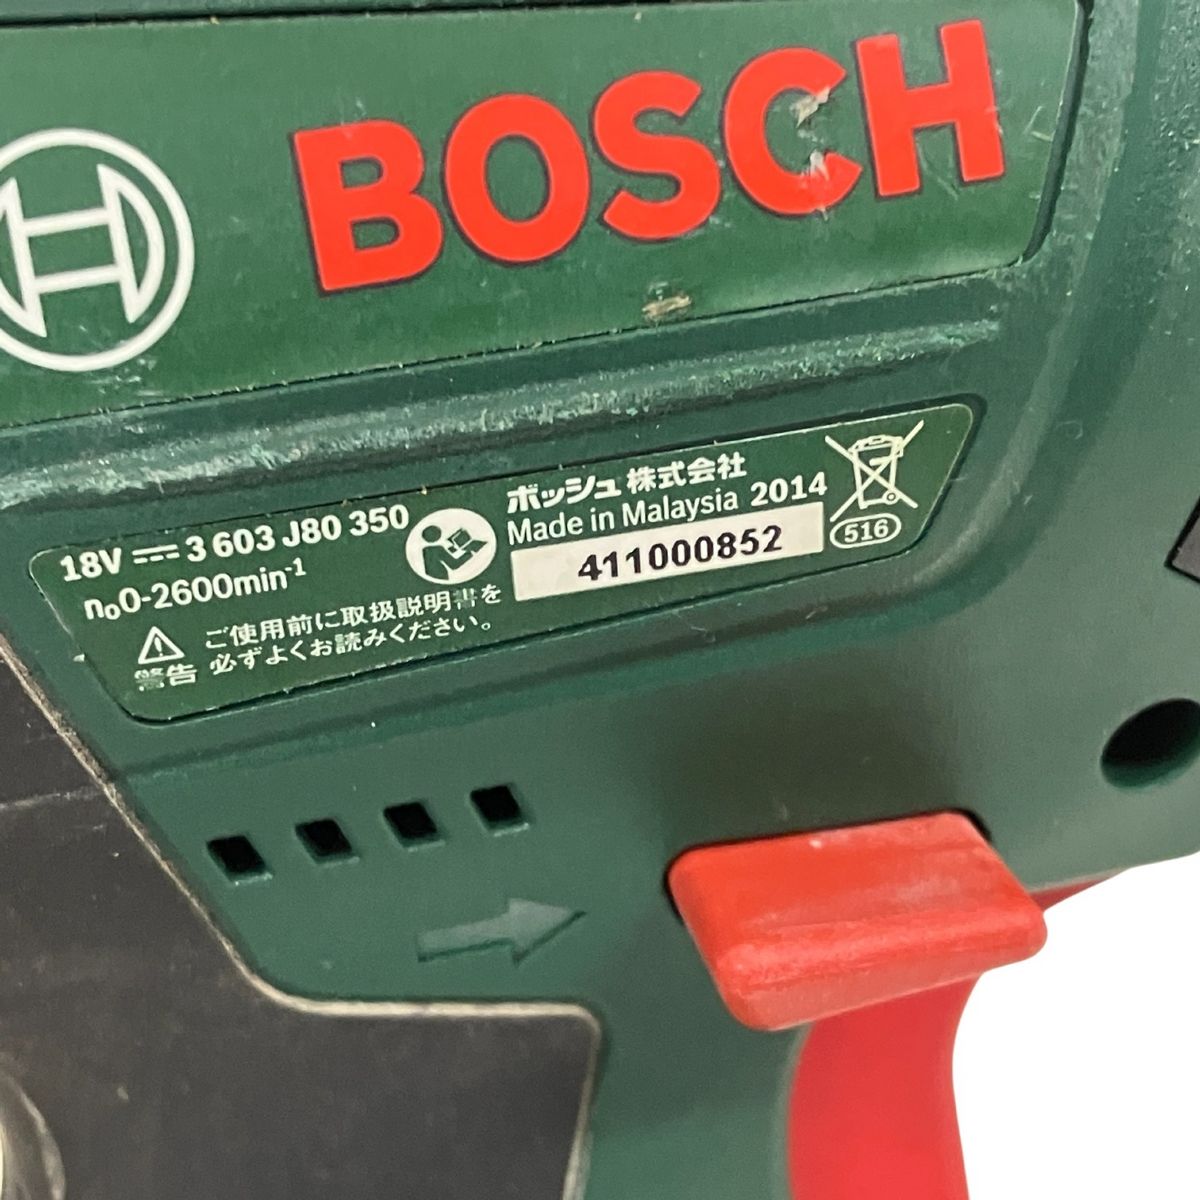 BOSCH
18V ⎓ 3 603 J80 350
n₀0-2600min⁻¹
ご使用前に取扱説明書を
警告 必ずよくお読みください。
ボッシュ株式会社
Made in Malaysia 2014
411000852
516